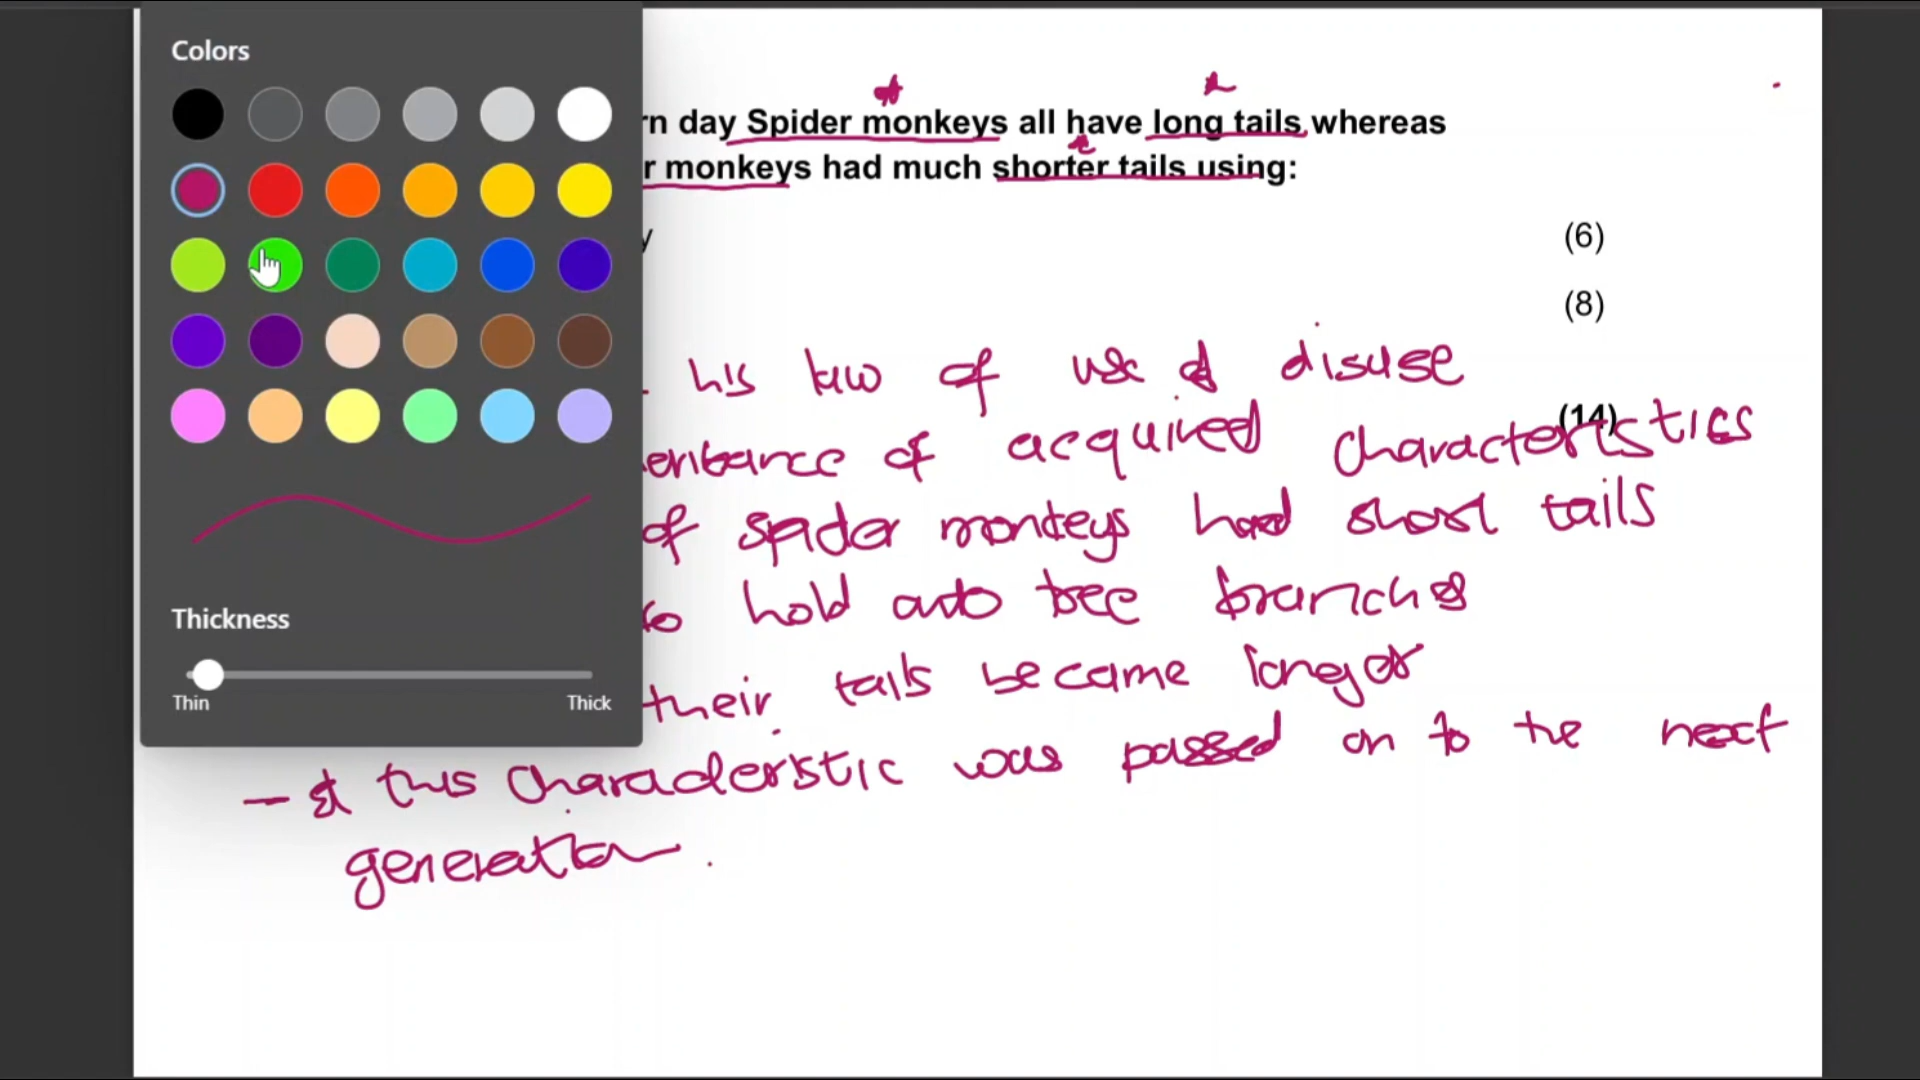 Colors
rn day Spider monkeys all have long tails whereas
r monkeys had much shorter tails using:
y (6)
(8)
his law of use & disuse
(14)
of acquired characteristics
of spider monkeys had short tails
to hold onto tree branches
Thickness
Thin Thick
their tails became longer
- & this characteristic was passed on to the next
generation.